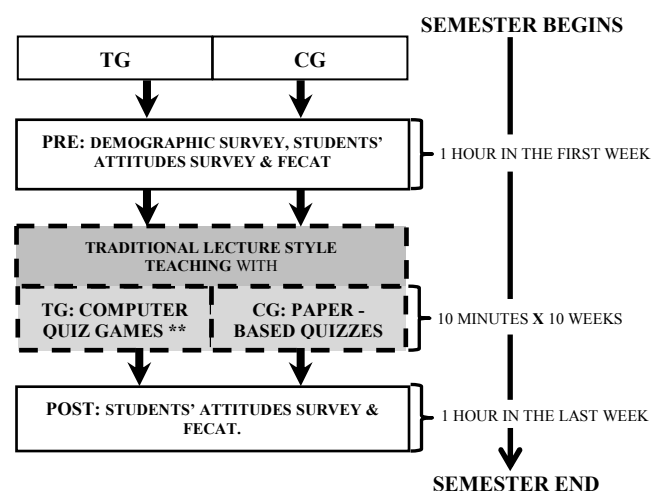 SEMESTER BEGINS
TG
CG
PRE: DEMOGRAPHIC SURVEY, STUDENTS’
ATTITUDES SURVEY & FECAT
1 HOUR IN THE FIRST WEEK
TRADITIONAL LECTURE STYLE
TEACHING WITH
TG: COMPUTER
QUIZ GAMES **
CG: PAPER -
BASED QUIZZES
10 MINUTES X 10 WEEKS
POST: STUDENTS’ ATTITUDES SURVEY &
FECAT.
1 HOUR IN THE LAST WEEK
SEMESTER END